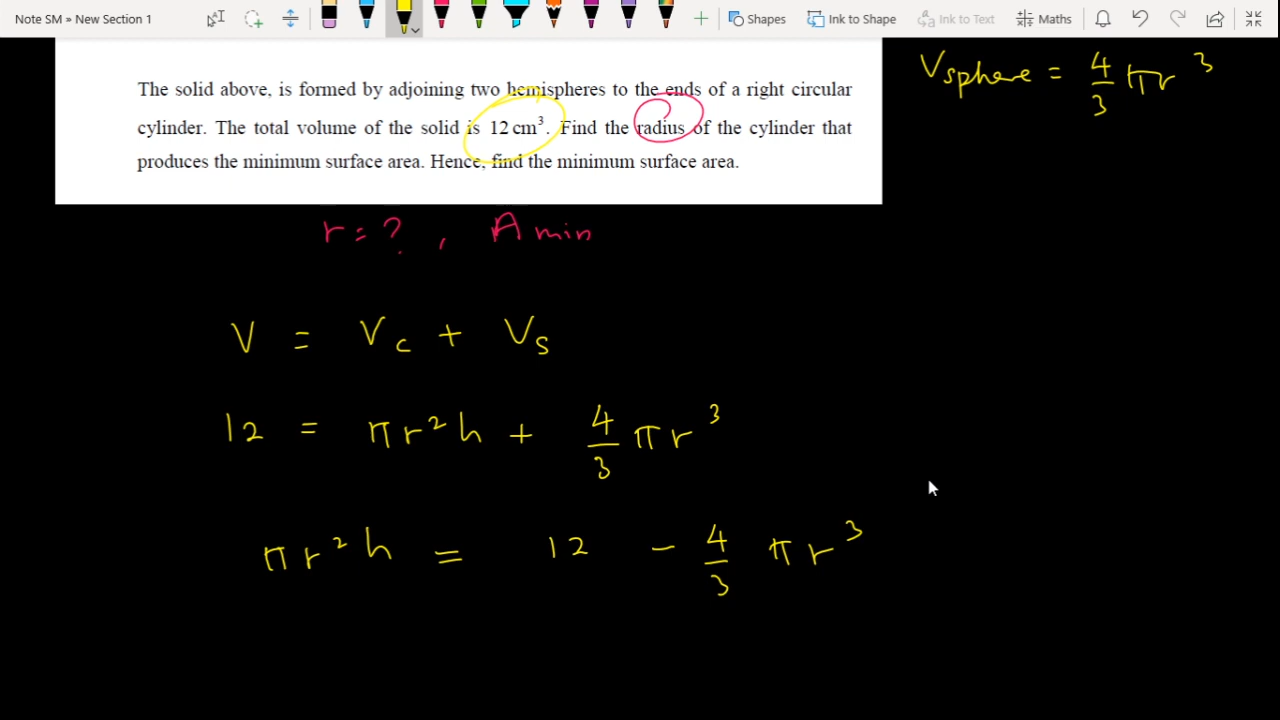 Note SM » New Section 1
Shapes
Ink to Shape
Ink to Text
Maths
The solid above, is formed by adjoining two hemispheres to the ends of a right circular
cylinder. The total volume of the solid is 12 cm³. Find the radius of the cylinder that
produces the minimum surface area. Hence, find the minimum surface area.
?
Vsphere = 4/3 πr³
r = ? , A min
V = Vc + Vs
12 = πr²h + 4/3 πr³
πr²h = 12 - 4/3 πr³